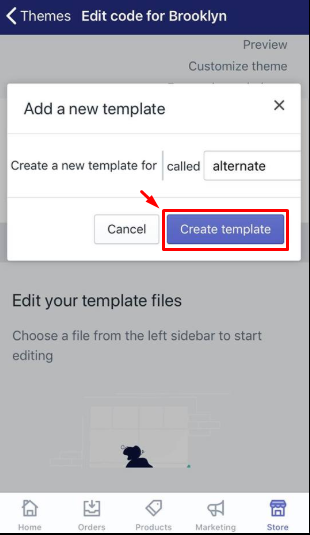 Themes Edit code for Brooklyn
Preview
Customize theme
Add a new template
Create a new template for called alternate
Cancel Create template
Edit your template files
Choose a file from the left sidebar to start
editing
Home Orders Products Marketing Store